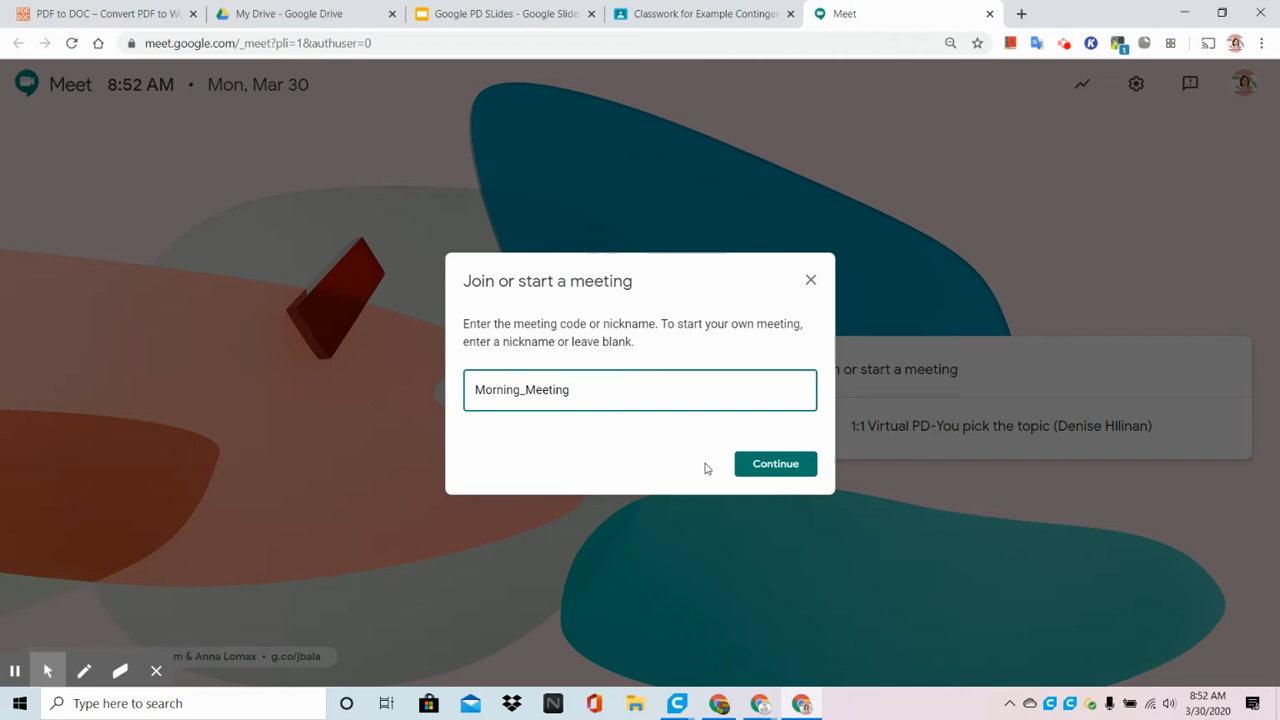 PDF to DOC – Convert PDF to Wo
My Drive - Google Drive
Google PD SLides - Google Slide
Classwork for Example Continger
Meet
meet.google.com/_meet?pli=1&authuser=0
1
Meet 8:52 AM • Mon, Mar 30
Join or start a meeting
Enter the meeting code or nickname. To start your own meeting,
enter a nickname or leave blank.
Morning_Meeting
Continue
n or start a meeting
1:1 Virtual PD-You pick the topic (Denise HIlinan)
m & Anna Lomax • g.co/jbala
Type here to search
8:52 AM
3/30/2020